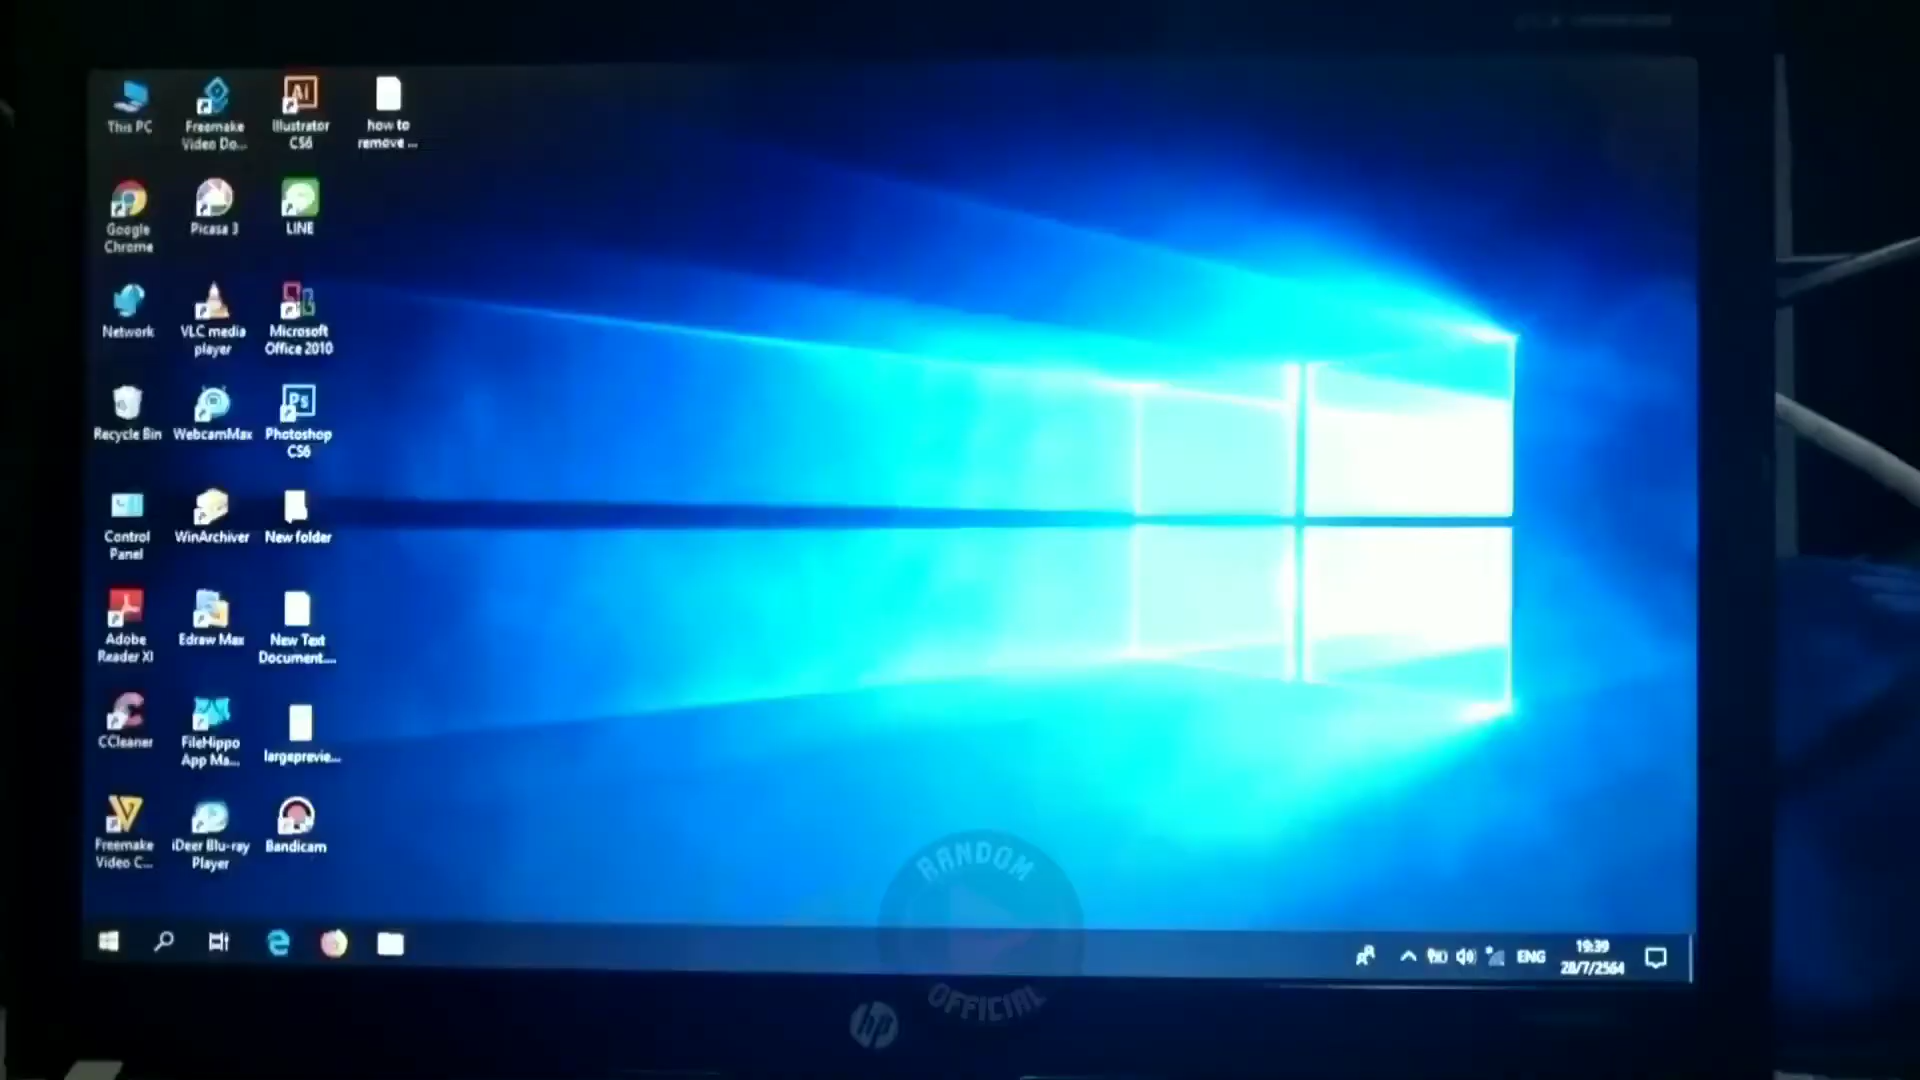 This PC
Freemake
Video Do...
Ai
Illustrator
CS6
how to
remove ...
Google
Chrome
Picasa 3
LINE
Network
VLC media
player
Microsoft
Office 2010
Recycle Bin
WebcamMax
Ps
Photoshop
CS6
Control
Panel
WinArchiver
New folder
Adobe
Reader XI
Edraw Max
New Text
Document....
CCleaner
FileHippo
App Ma...
largeprevie...
Freemake
Video C...
iDeer Blu-ray
Player
Bandicam
ENG
19:39
28/7/2564
RANDOM
OFFICIAL
hp